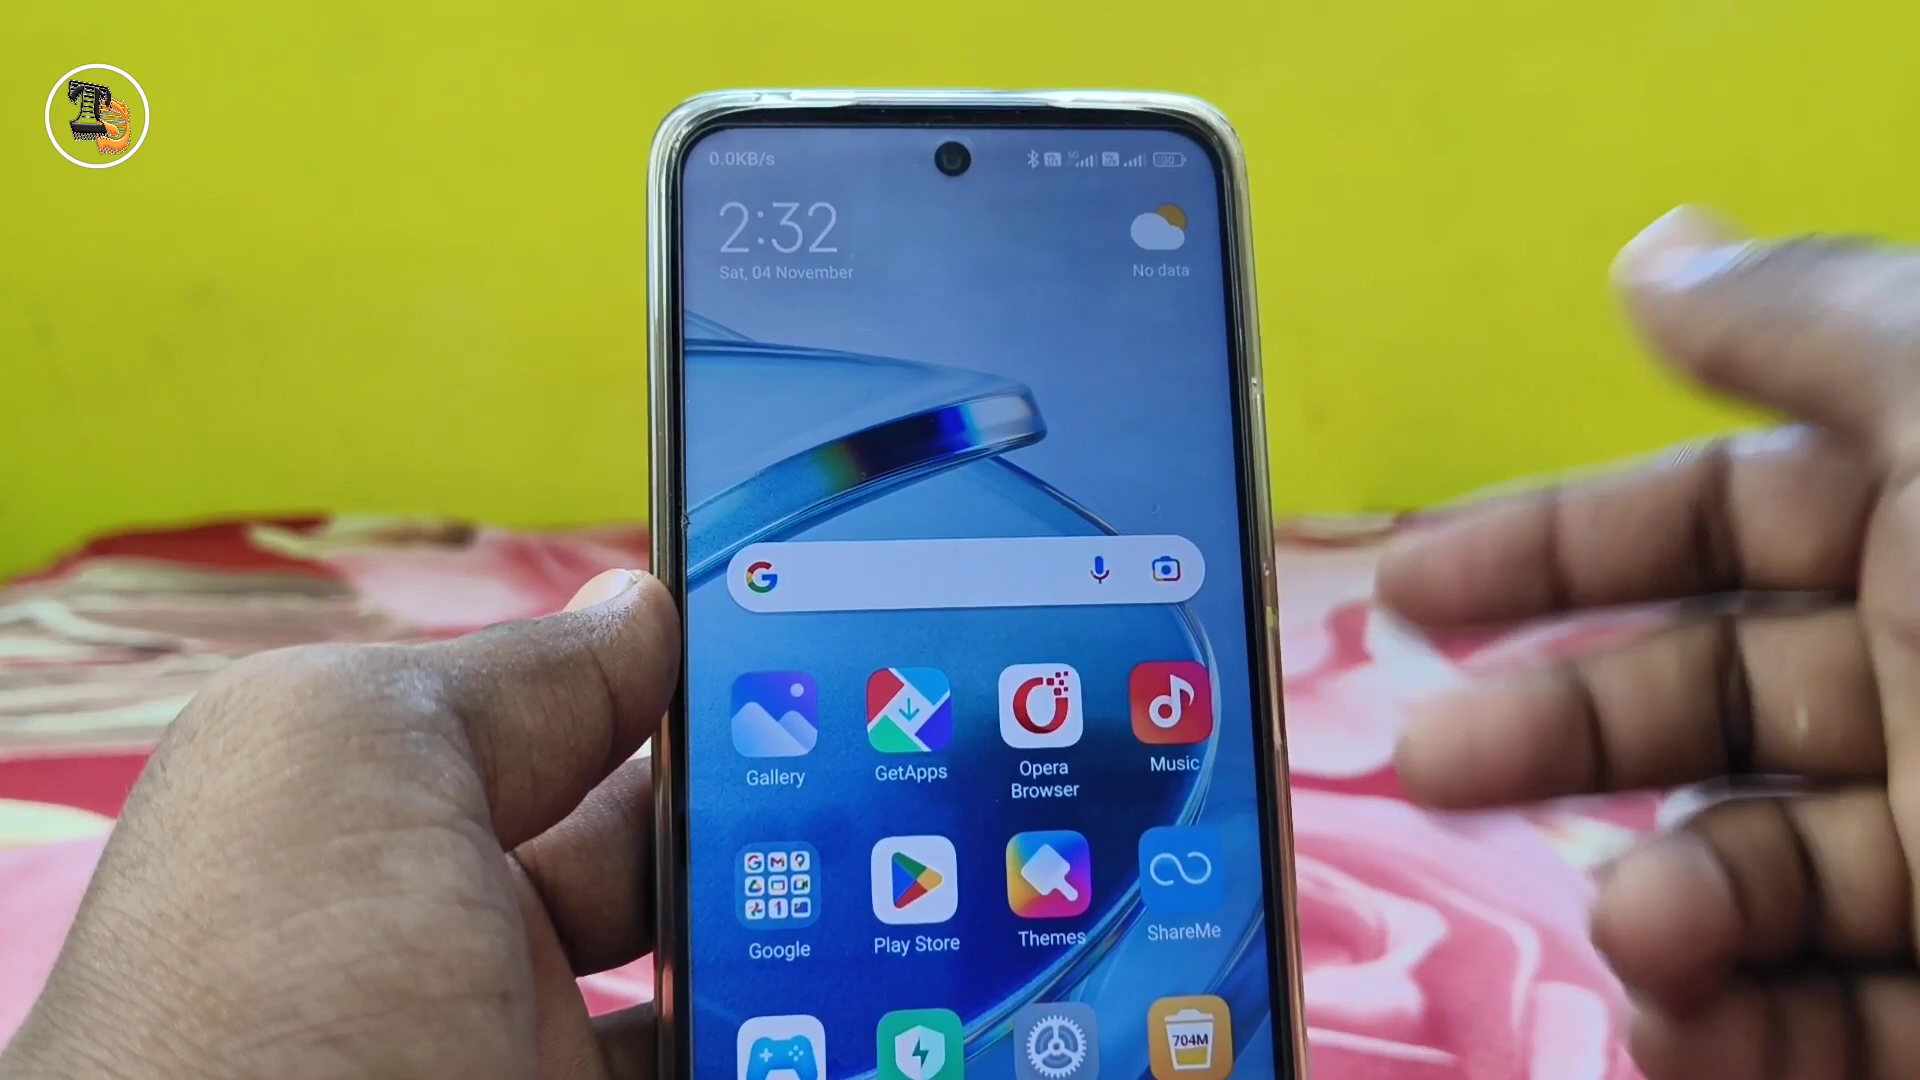 0.0KB/s
30
2:32
Sat, 04 November
No data
Gallery
GetApps
Opera
Browser
Music
Google
Play Store
Themes
ShareMe
704M